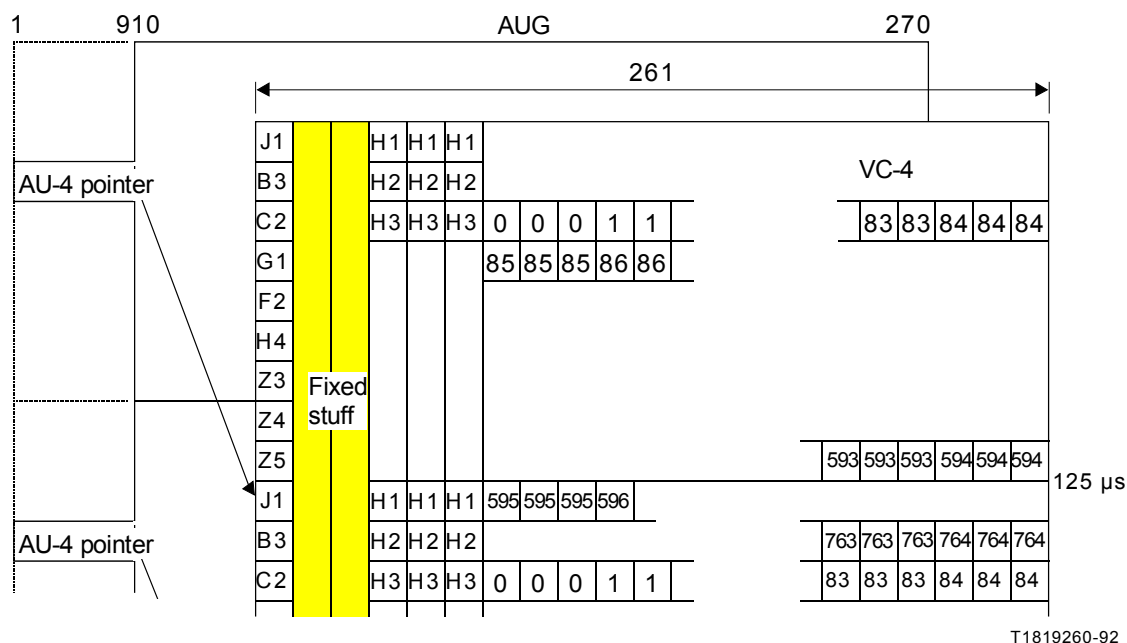 1 910 AUG 270
261
J1 H1 H1 H1
AU-4 pointer B3 H2 H2 H2 VC-4
C2 H3 H3 H3 0 0 0 1 1 83 83 84 84 84
G1 85 85 85 86 86
F2
H4
Z3 Fixed
Z4 stuff
Z5 593 593 593 594 594 594
125 µs
J1 H1 H1 H1 595 595 595 596
AU-4 pointer B3 H2 H2 H2 763 763 763 764 764 764
C2 H3 H3 H3 0 0 0 1 1 83 83 83 84 84 84
T1819260-92